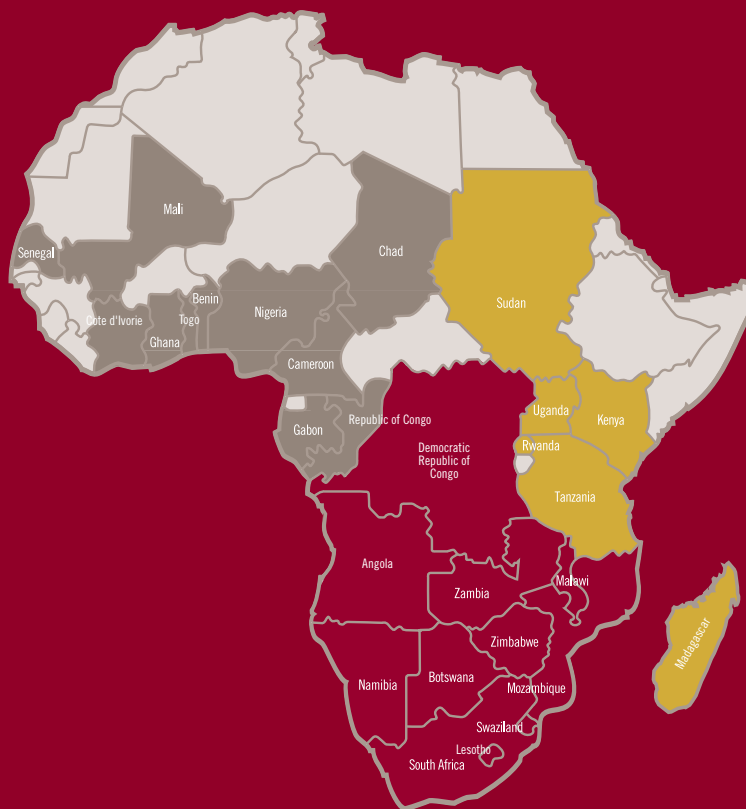 Mali
Senegal
Chad
Sudan
Benin
Nigeria
Cote d'Ivorie
Togo
Ghana
Cameroon
Uganda
Kenya
Republic of Congo
Gabon
Rwanda
Democratic
Republic of
Congo
Tanzania
Angola
Malawi
Zambia
Madagascar
Zimbabwe
Botswana
Namibia
Mozambique
Swaziland
Lesotho
South Africa